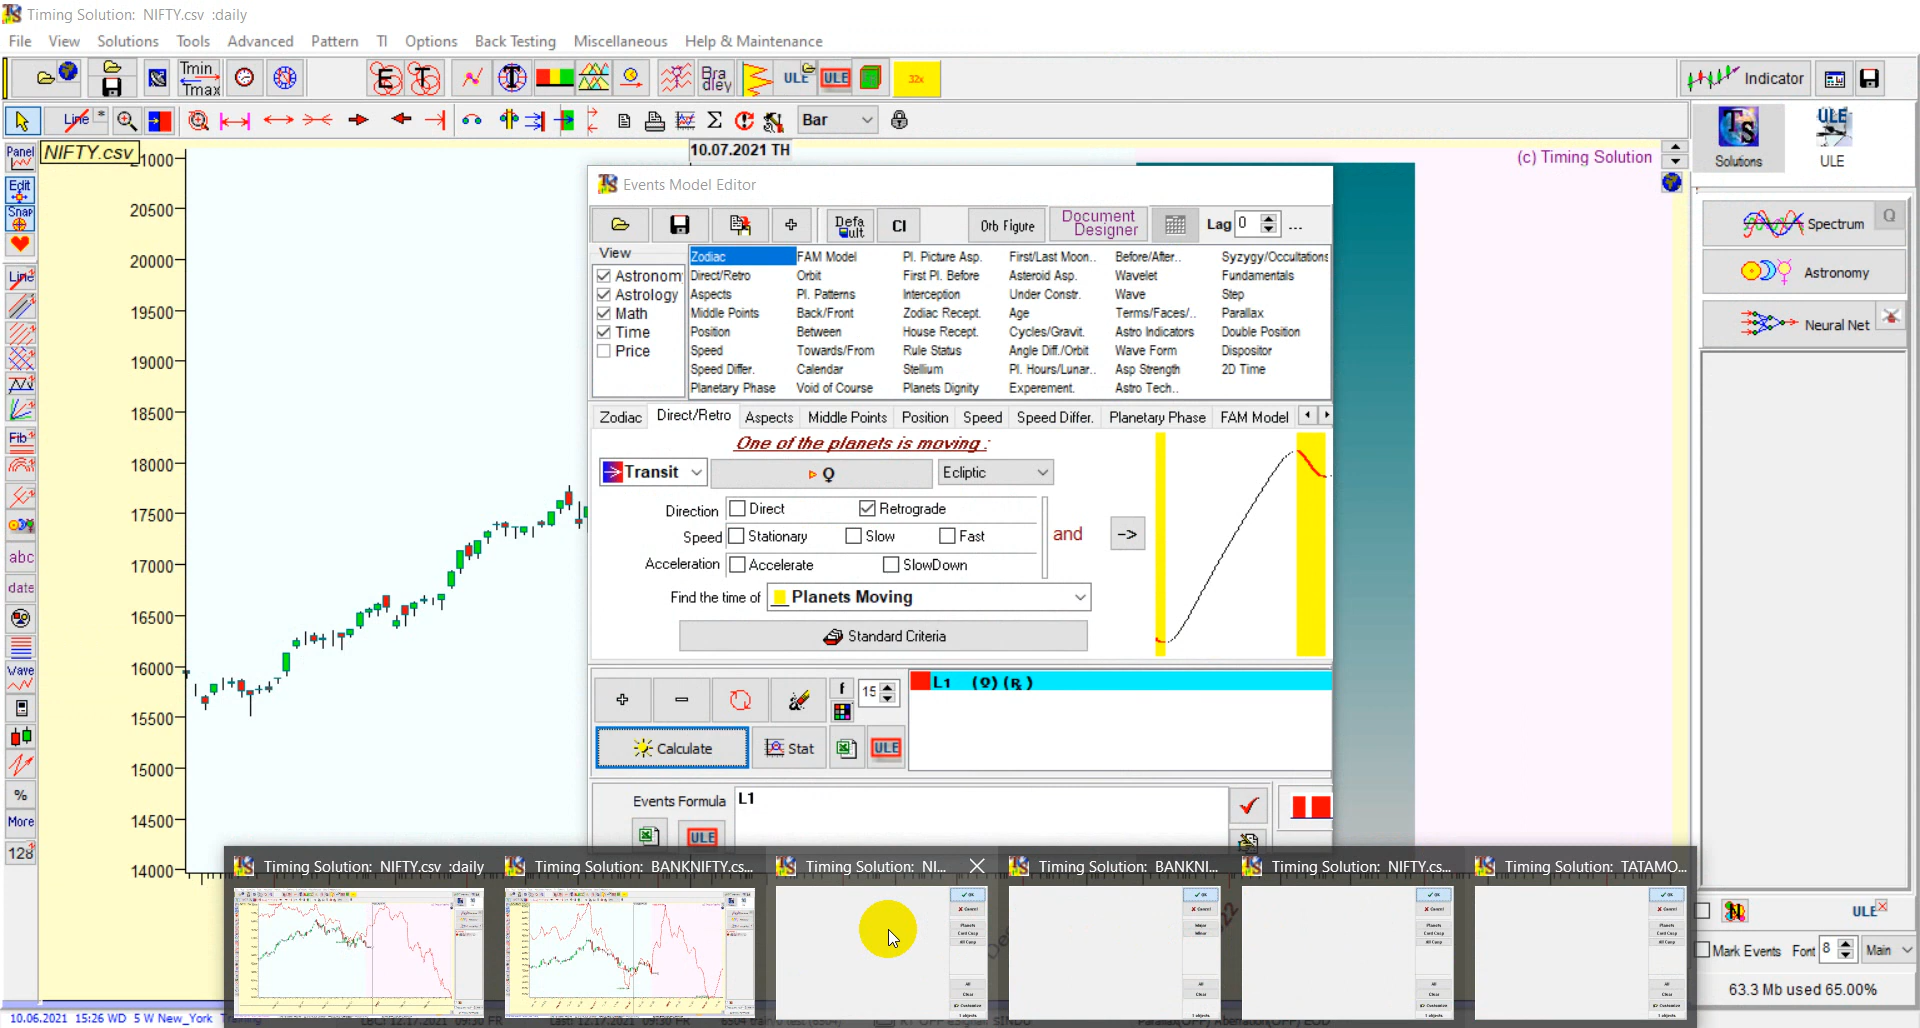 Timing Solution: NIFTY.csv :daily
File View Solutions Tools Advanced Pattern TI Options Back Testing Miscellaneous Help & Maintenance
Tmin
Tmax
E T T Bra
dley ULE ULE 32x
Indicator
Line * Bar
Panel NIFTY.csv 10.07.2021 TH
(c) Timing Solution
Solutions ULE
Spectrum Q
Astronomy
Neural Net
Edit
Snap
Line
Fib
abc
date
Wave
%
More
128
21000
20500
20000
19500
19000
18500
18000
17500
17000
16500
16000
15500
15000
14500
14000
Events Model Editor
Defa
ult CI Orb Figure Document
Designer Lag 0 ...
View
Astronom
Astrology
Math
Time
Price
Zodiac FAM Model Pl. Picture Asp. First/Last Moon.. Before/After.. Syzygy/Occultations
Direct/Retro Orbit First Pl. Before Asteroid Asp. Wavelet Fundamentals
Aspects Pl. Patterns Interception Under Constr. Wave Step
Middle Points Back/Front Zodiac Recept. Age Terms/Faces/.. Parallax
Position Between House Recept. Cycles/Gravit. Astro Indicators Double Position
Speed Towards/From Rule Status Angle Diff./Orbit Wave Form Dispositor
Speed Differ. Calendar Stellium Pl. Hours/Lunar.. Asp Strength 2D Time
Planetary Phase Void of Course Planets Dignity Experement. Astro Tech..
Zodiac Direct/Retro Aspects Middle Points Position Speed Speed Differ. Planetary Phase FAM Model
One of the planets is moving :
Transit ♀ Ecliptic
Direction Direct Retrograde
Speed Stationary Slow Fast
Acceleration Accelerate SlowDown
and ->
Find the time of Planets Moving
Standard Criteria
+ - f 15
L1 (♀) (℞)
Calculate Stat ULE
Events Formula L1
ULE
Timing Solution: NIFTY.csv :daily
Timing Solution: BANKNIFTY.cs...
Timing Solution: NI...
Timing Solution: BANKNI...
Timing Solution: NIFTY.cs...
Timing Solution: TATAMO...
ULE
Mark Events Font 8 Main
63.3 Mb used 65.00%
10.06.2021 15:26 WD 5 W New_York